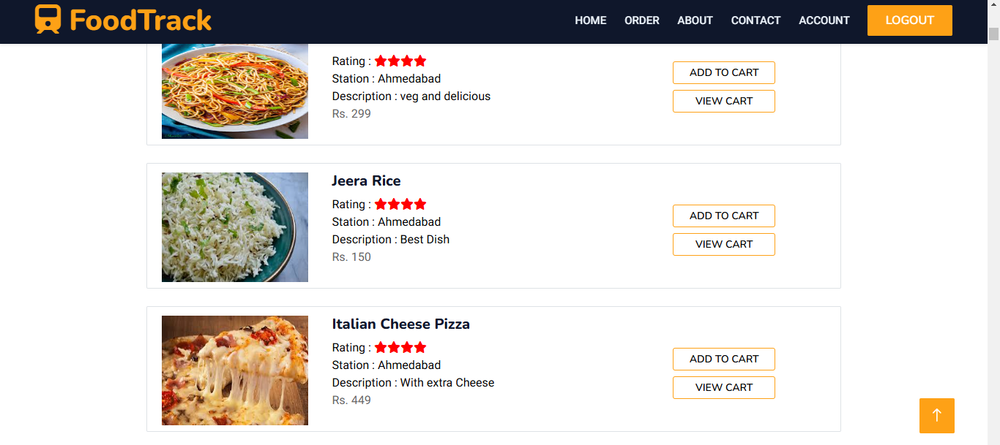 FoodTrack
HOME ORDER ABOUT CONTACT ACCOUNT LOGOUT
Rating :
Station : Ahmedabad
Description : veg and delicious
Rs. 299
ADD TO CART
VIEW CART
Jeera Rice
Rating :
Station : Ahmedabad
Description : Best Dish
Rs. 150
ADD TO CART
VIEW CART
Italian Cheese Pizza
Rating :
Station : Ahmedabad
Description : With extra Cheese
Rs. 449
ADD TO CART
VIEW CART